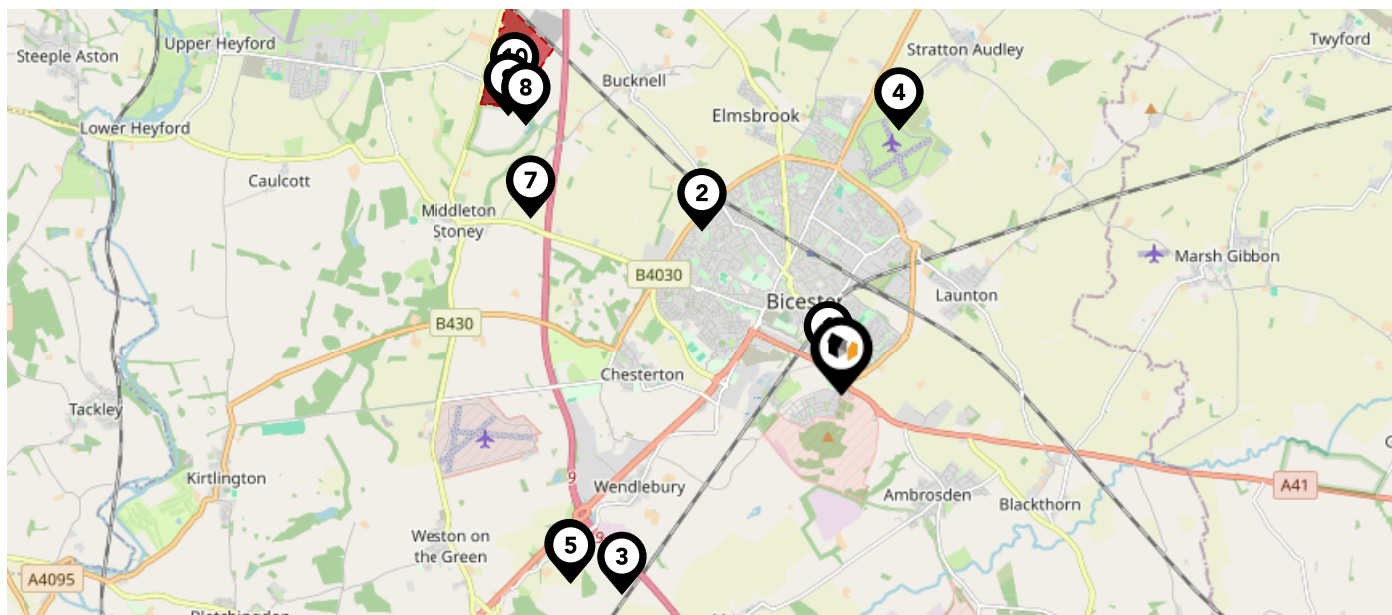 Twyford
Upper Heyford
Stratton Audley
Steeple Aston
10
Bucknell
8
4
Elmsbrook
Lower Heyford
Caulcott
7
2
Middleton
Stoney
Marsh Gibbon
B4030
Launton
Bicester
B430
Chesterton
Tackley
Kirtlington
9
Wendlebury
A41
Ambrosden
Blackthorn
Weston on
the Green
9
5
3
A4095